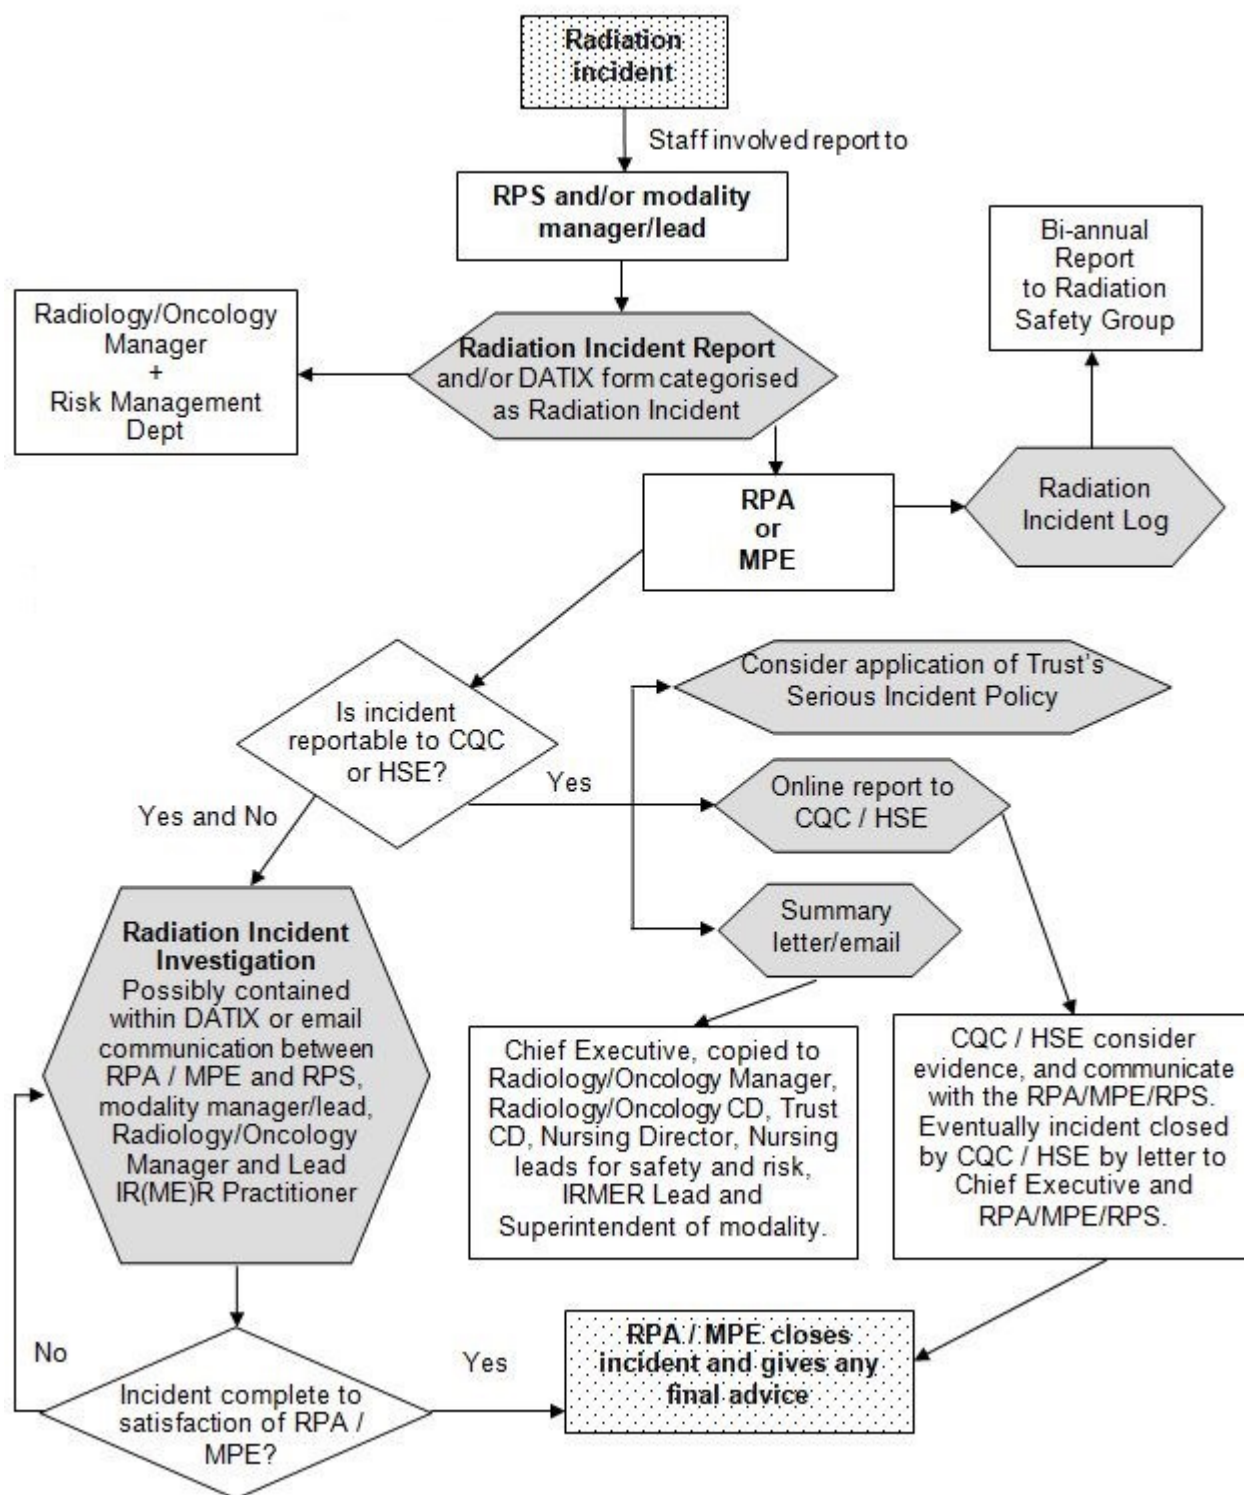 Radiation
incident
Staff involved report to
RPS and/or modality
manager/lead
Bi-annual
Report
to Radiation
Safety Group
Radiology/Oncology
Manager
+
Risk Management
Dept
Radiation Incident Report
and/or DATIX form categorised
as Radiation Incident
RPA
or
MPE
Radiation
Incident Log
Consider application of Trust's
Serious Incident Policy
Is incident
reportable to CQC
or HSE?
Yes
Online report to
CQC / HSE
Yes and No
Summary
letter/email
Radiation Incident
Investigation
Possibly contained
within DATIX or email
communication between
RPA / MPE and RPS,
modality manager/lead,
Radiology/Oncology
Manager and Lead
IR(ME)R Practitioner
Chief Executive, copied to
Radiology/Oncology Manager,
Radiology/Oncology CD, Trust
CD, Nursing Director, Nursing
leads for safety and risk,
IRMER Lead and
Superintendent of modality.
CQC / HSE consider
evidence, and communicate
with the RPA/MPE/RPS.
Eventually incident closed
by CQC / HSE by letter to
Chief Executive and
RPA/MPE/RPS.
No
Incident complete to
satisfaction of RPA /
MPE?
Yes
RPA / MPE closes
incident and gives any
final advice